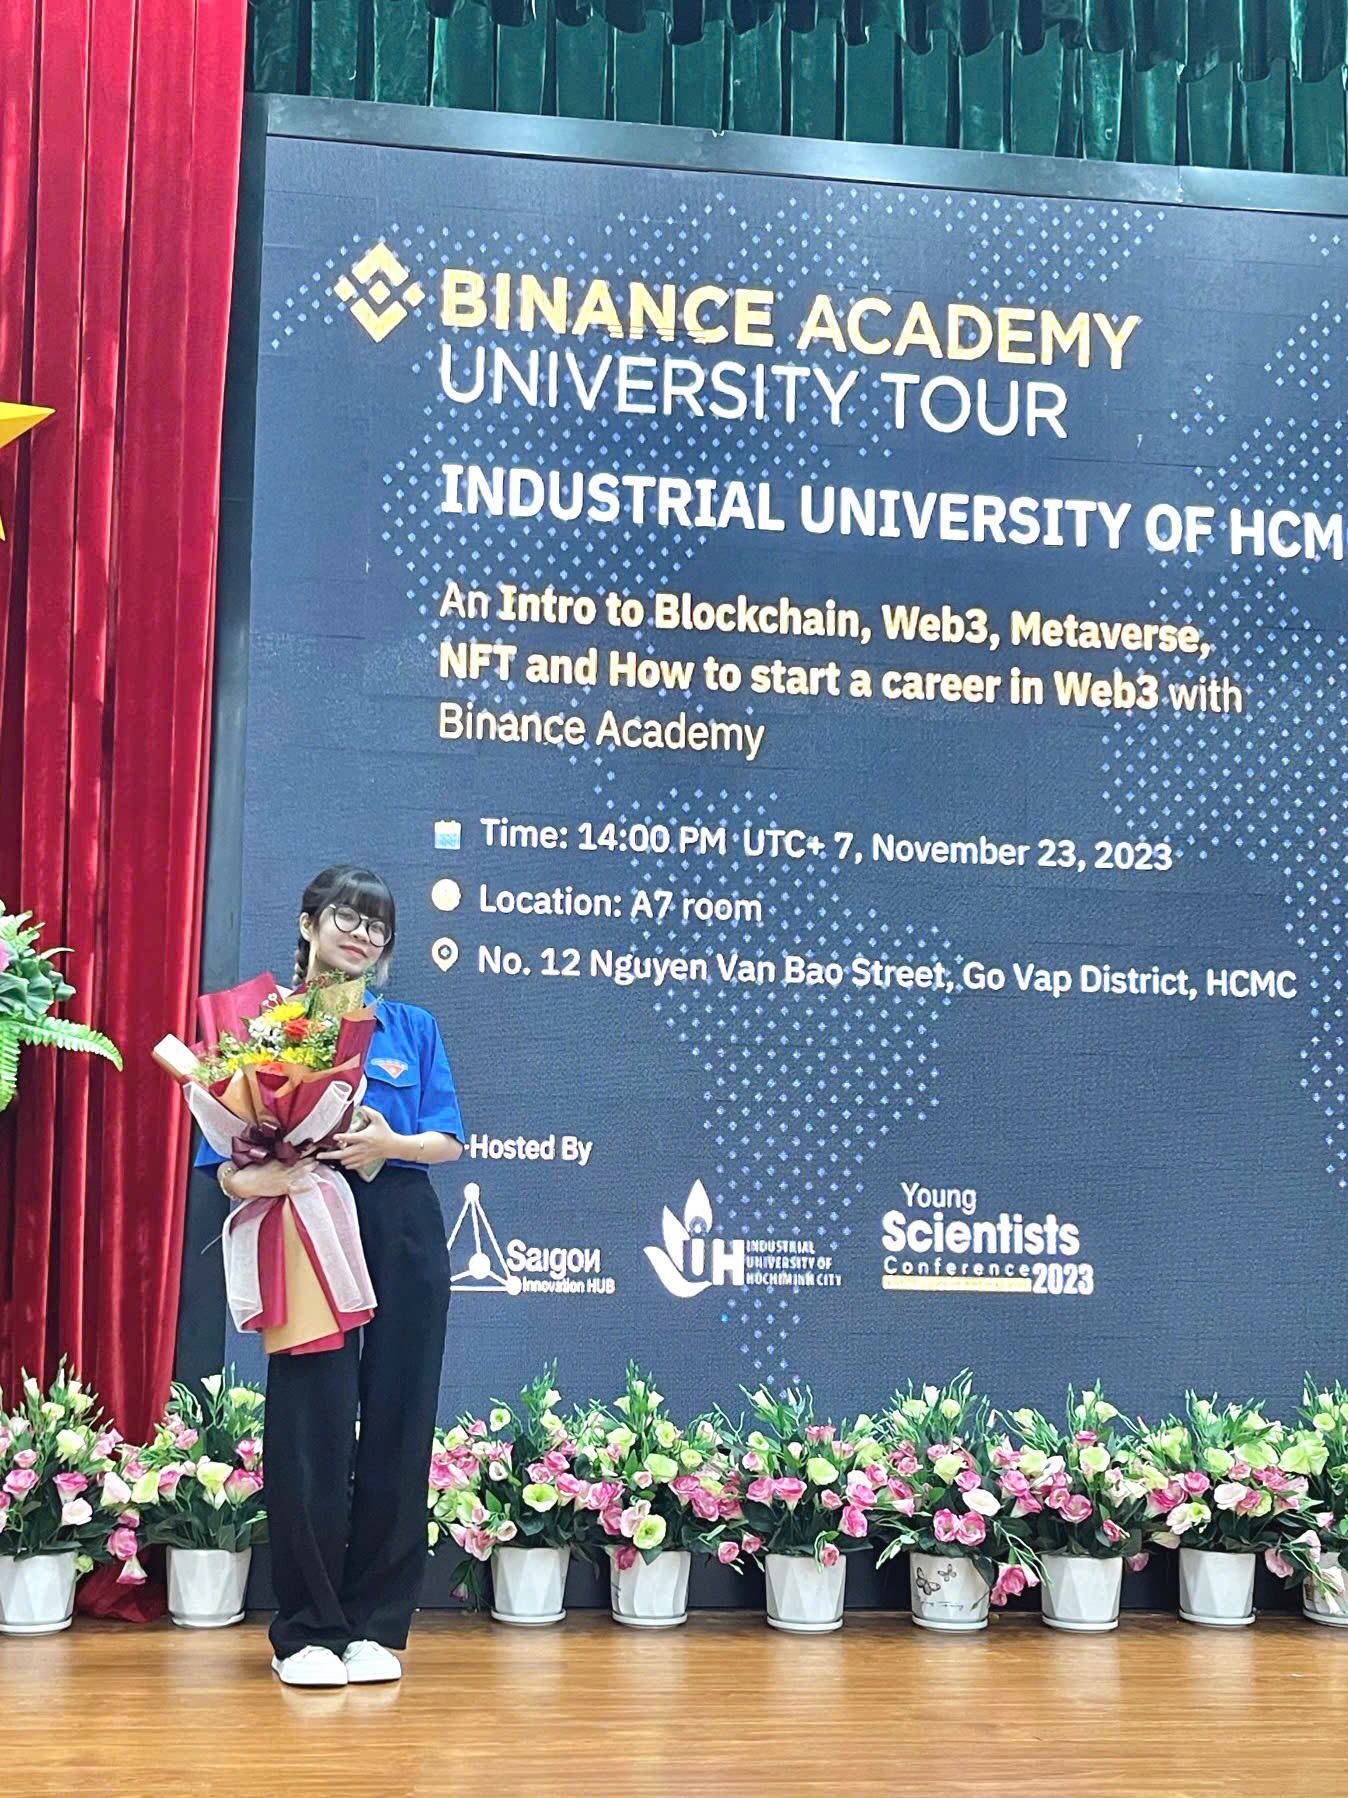 BINANCE ACADEMY
UNIVERSITY TOUR
INDUSTRIAL UNIVERSITY OF HCM
An Intro to Blockchain, Web3, Metaverse,
NFT and How to start a career in Web3 with
Binance Academy
Time: 14:00 PM UTC+ 7, November 23, 2023
Location: A7 room
No. 12 Nguyen Van Bao Street, Go Vap District, HCMC
-Hosted By
Saigon
Innovation HUB
IUH
INDUSTRIAL
UNIVERSITY OF
HOCHIMINH CITY
Young
Scientists
Conference
2023